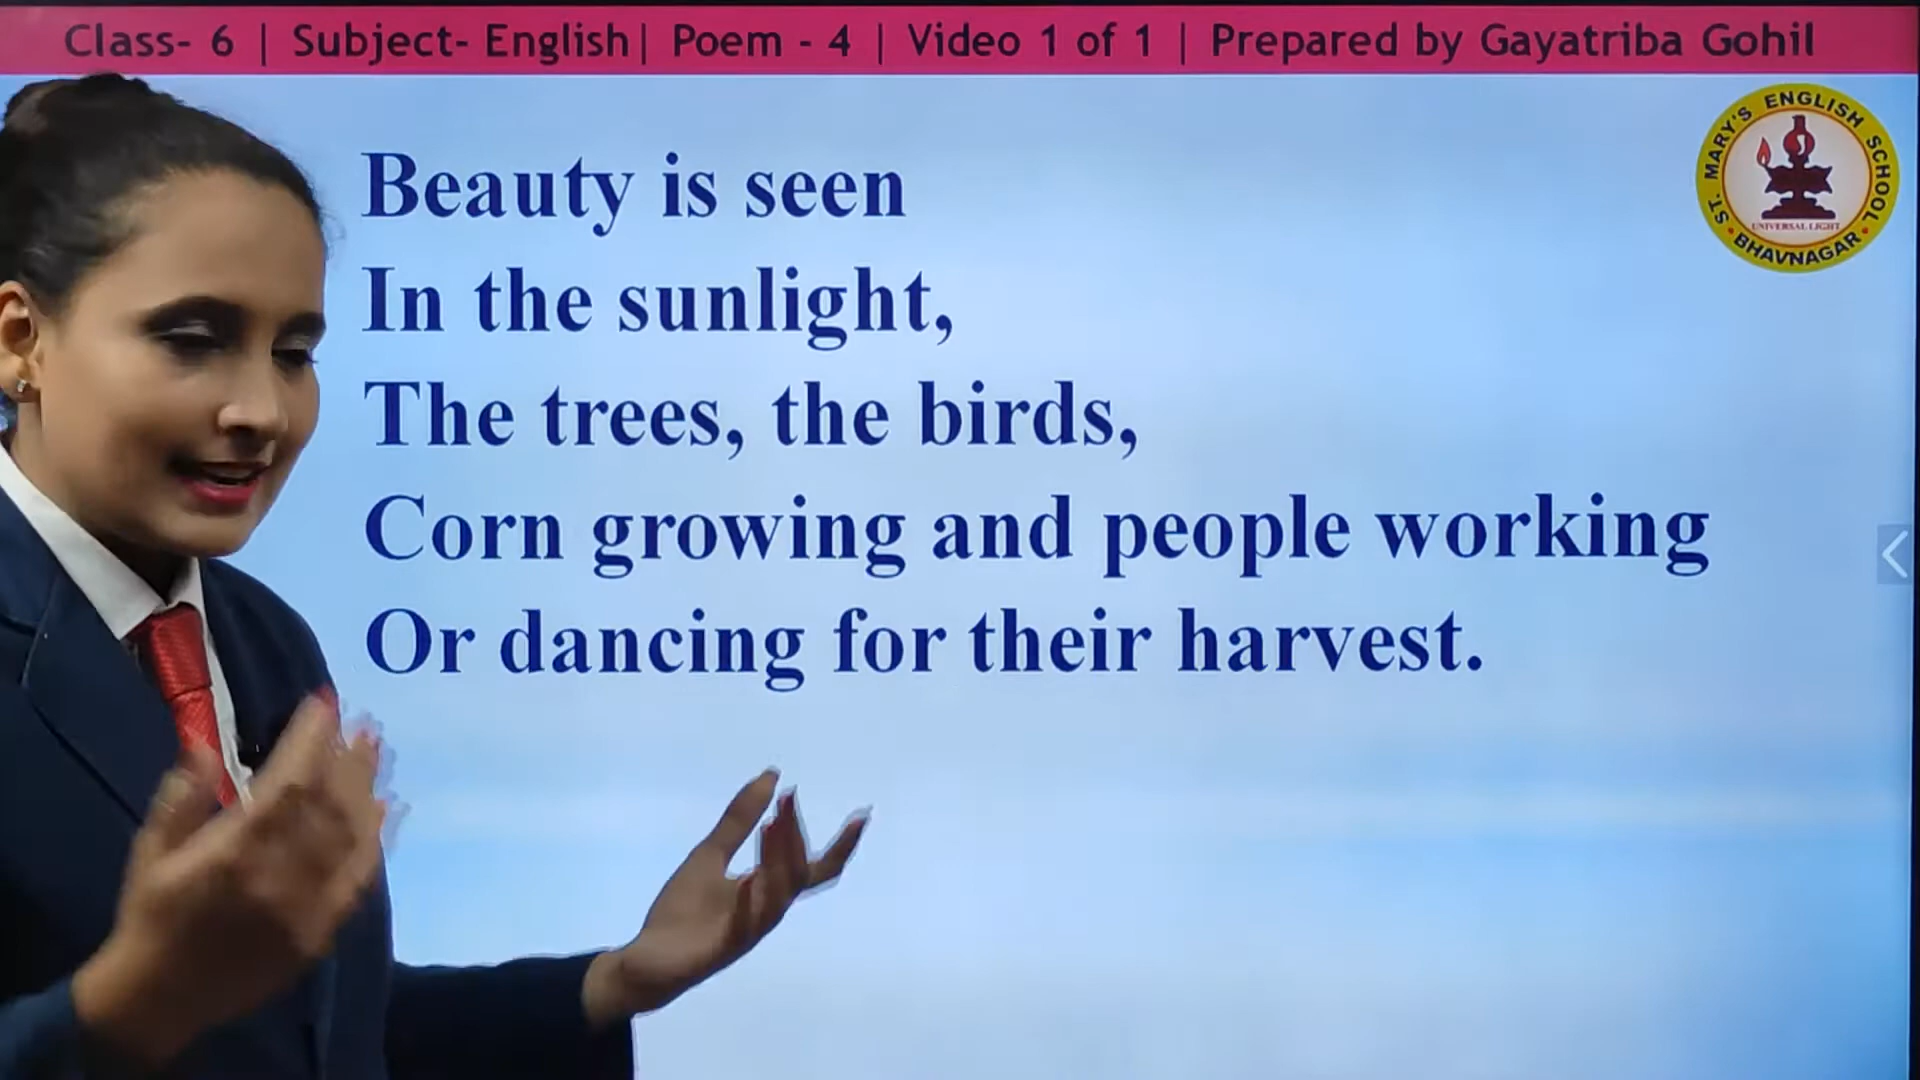 Class- 6 | Subject- English| Poem - 4 | Video 1 of 1 | Prepared by Gayatriba Gohil
ST. MARY'S ENGLISH SCHOOL
UNIVERSAL LIGHT
• BHAVNAGAR •
Beauty is seen
In the sunlight,
The trees, the birds,
Corn growing and people working
Or dancing for their harvest.